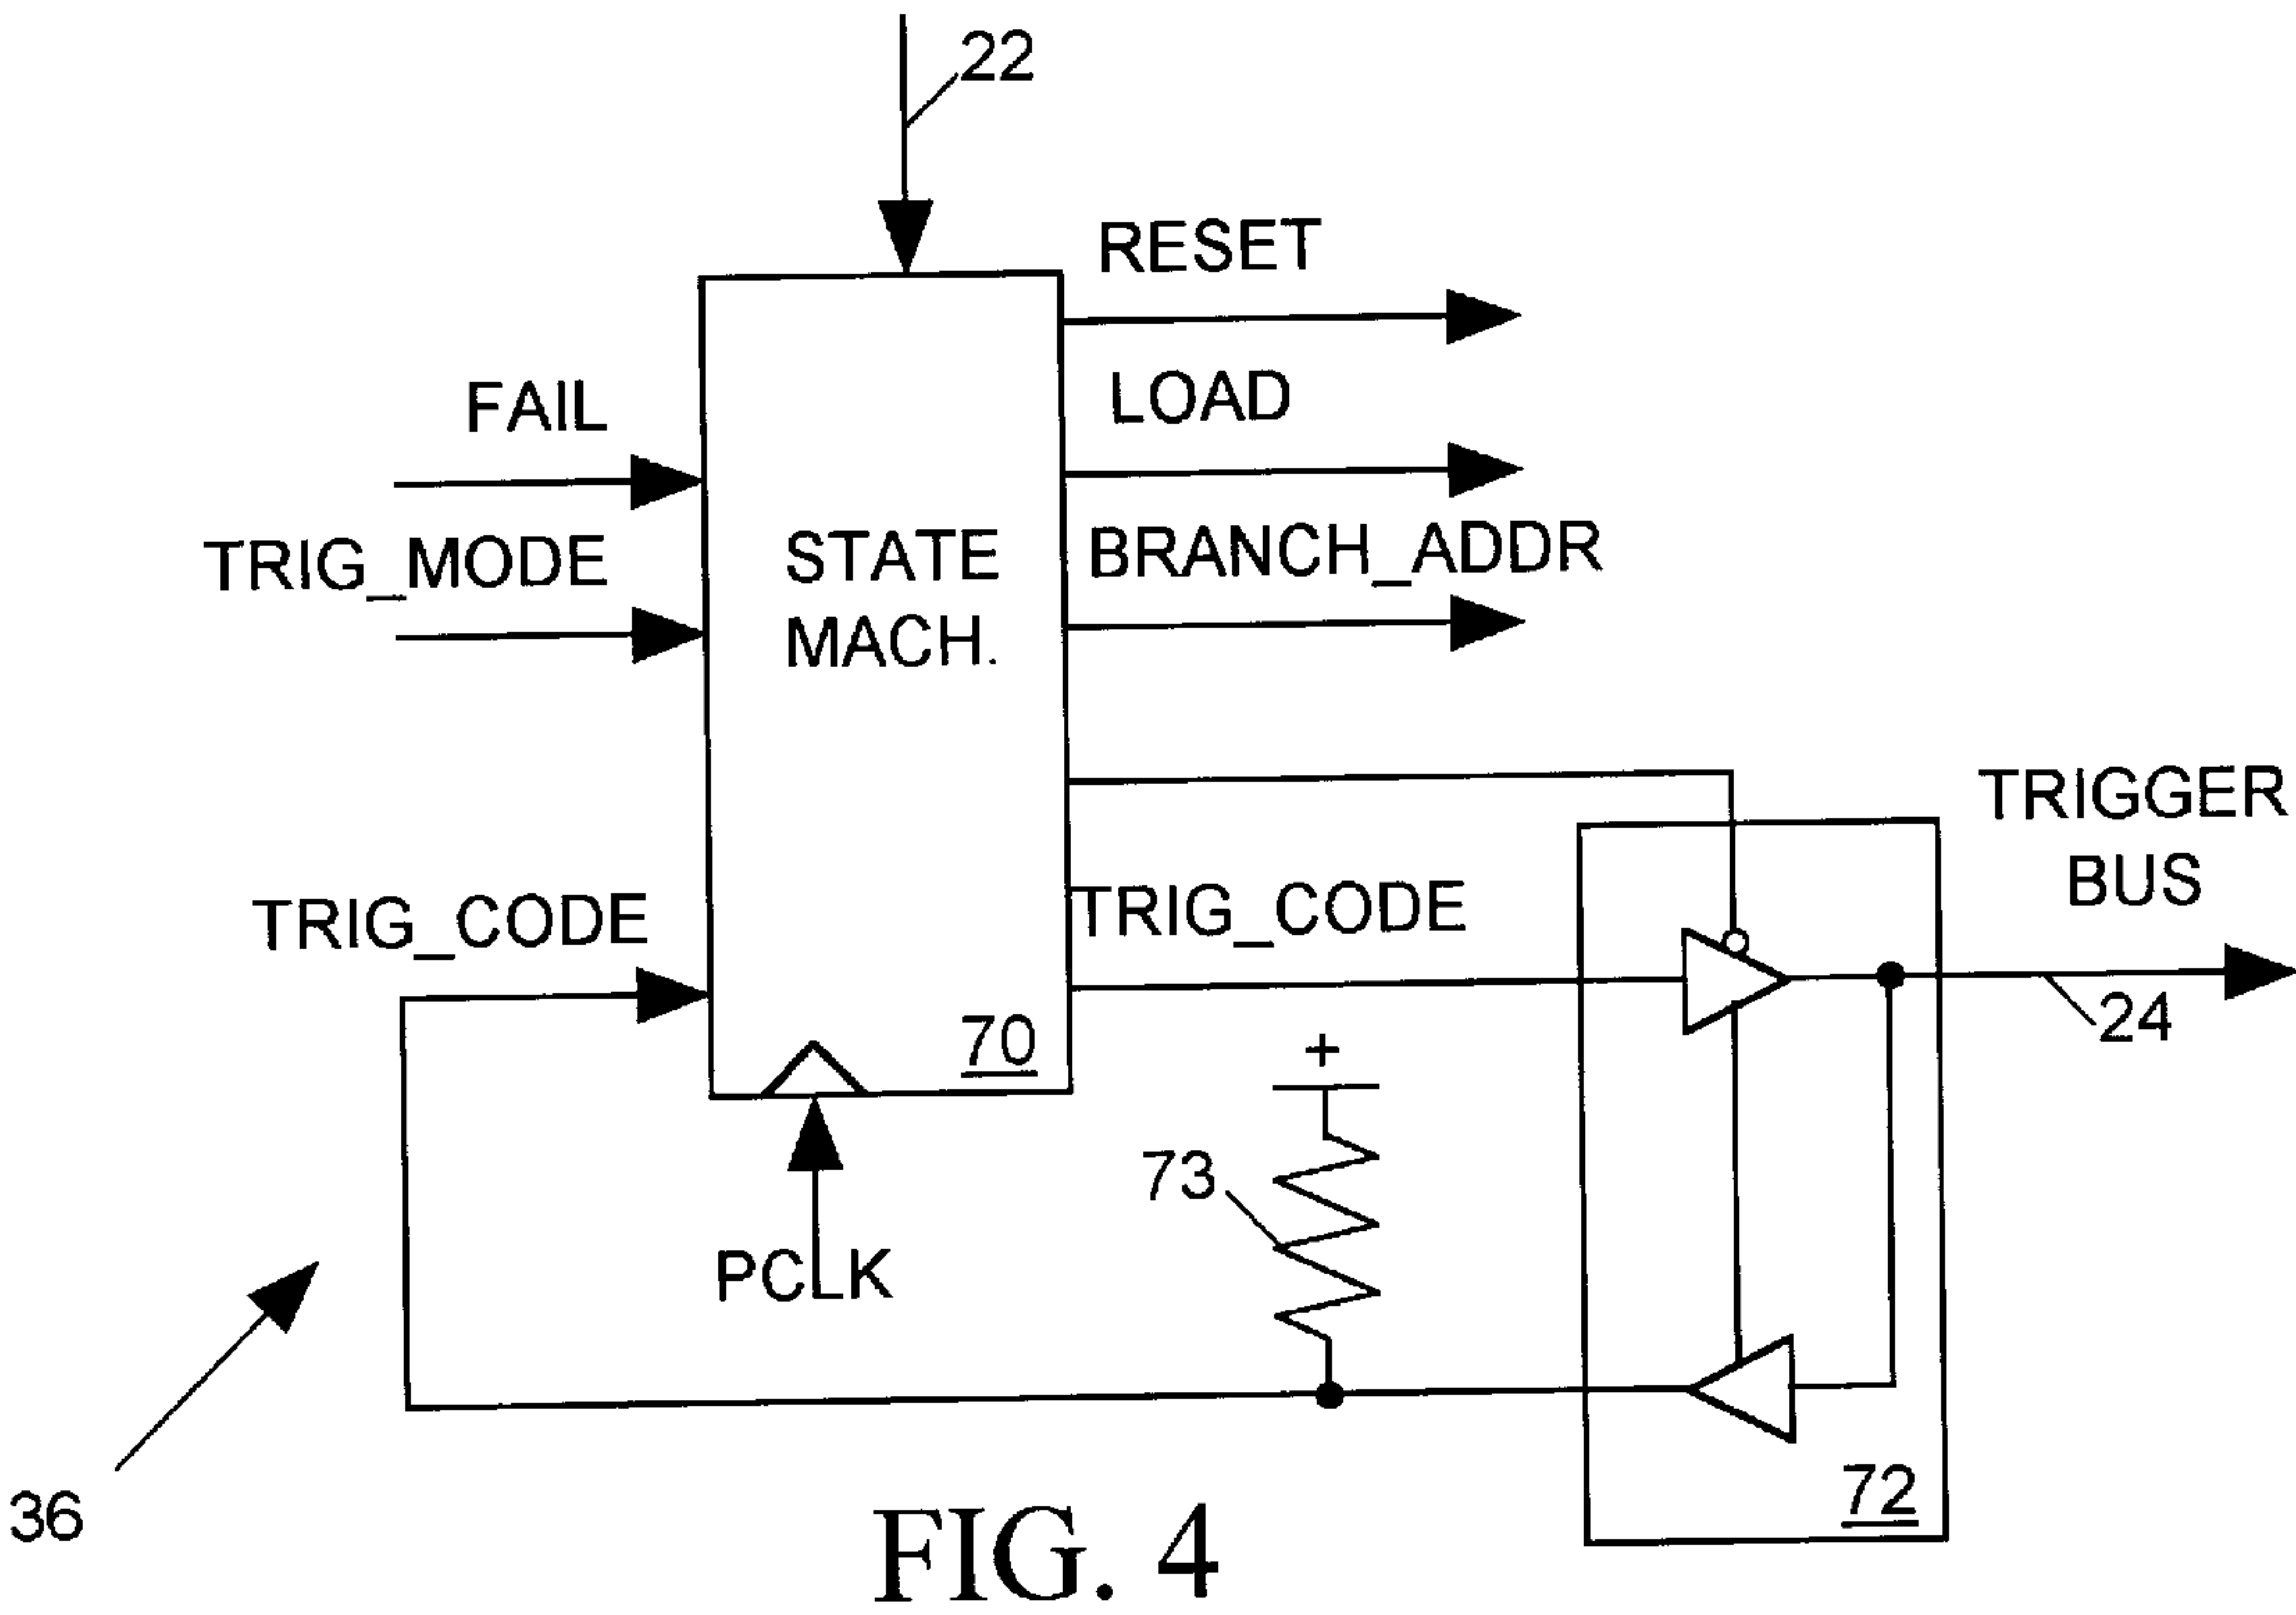 22
RESET
FAIL
LOAD
TRIG_MODE
STATE
MACH.
BRANCH_ADDR
TRIG_CODE
70
TRIG_CODE
TRIGGER
BUS
24
+
73
PCLK
72
36
FIG. 4